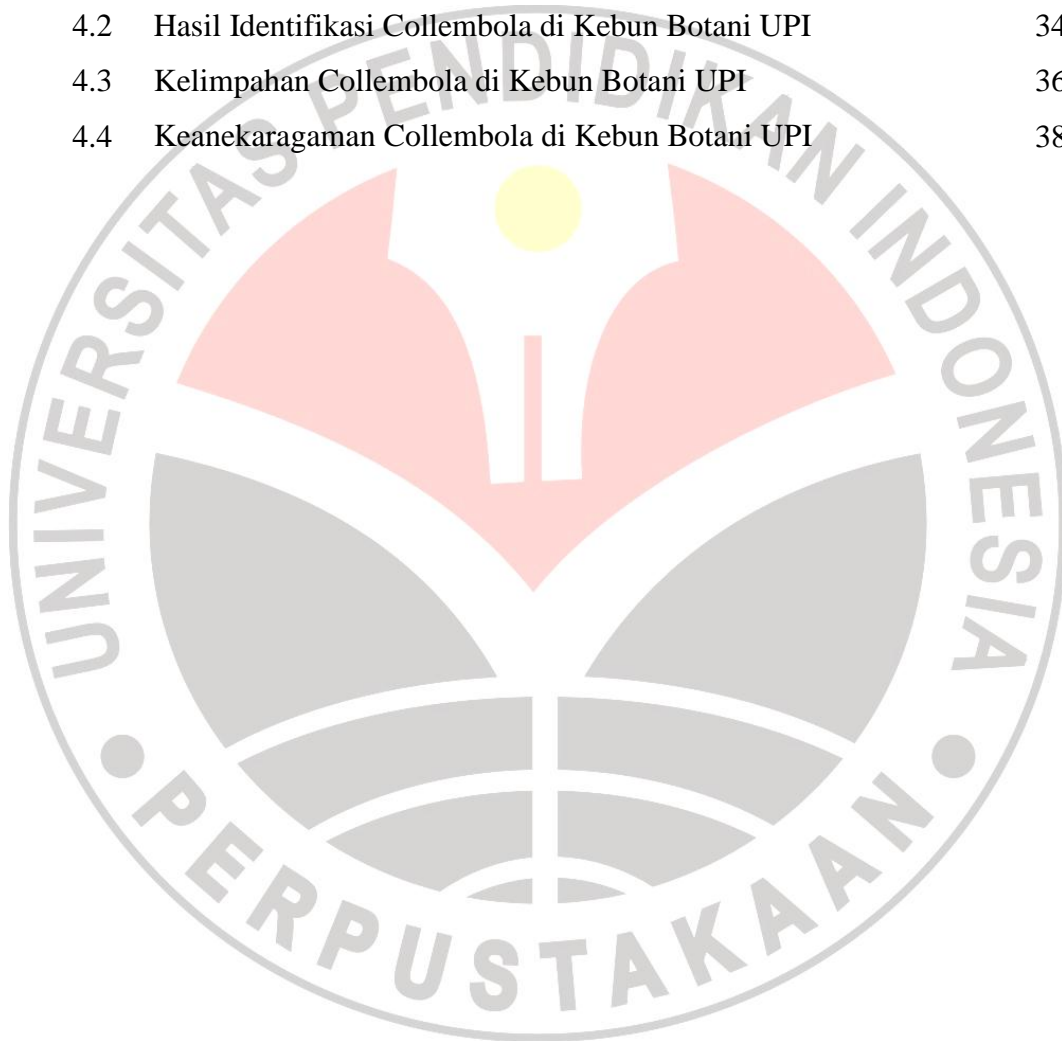 4.2 Hasil Identifikasi Collembola di Kebun Botani UPI 34
4.3 Kelimpahan Collembola di Kebun Botani UPI 36
4.4 Keanekaragaman Collembola di Kebun Botani UPI 38
UNIVERSITAS PENDIDIKAN INDONESIA
PERPUSTAKAAN